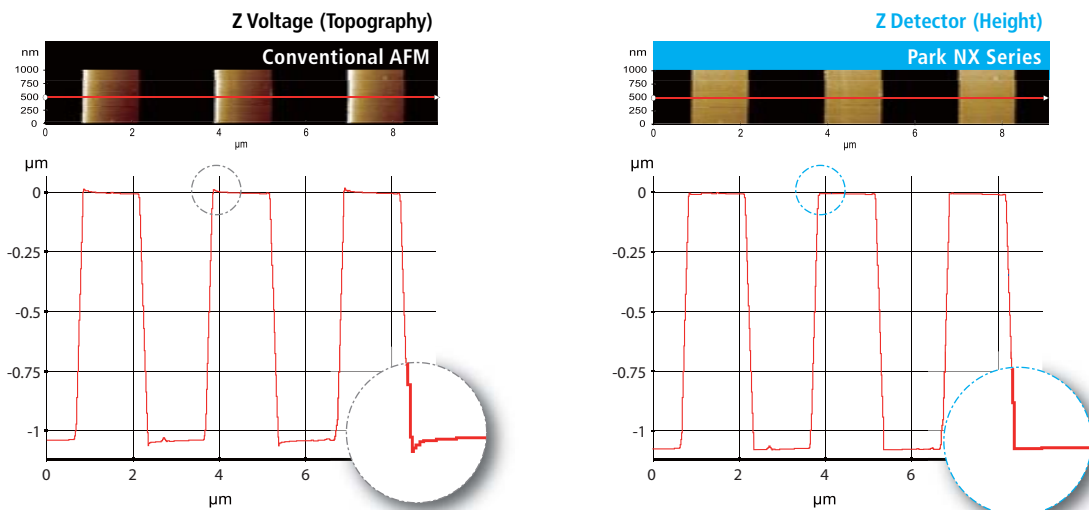 Z Voltage (Topography)
Conventional AFM
nm
1000
750
500
250
0
0 2 4 6 8
µm
µm
0
-0.25
-0.5
-0.75
-1
0 2 4 6 8
µm
Z Detector (Height)
Park NX Series
nm
1000
750
500
250
0
0 2 4 6 8
µm
µm
0
-0.25
-0.5
-0.75
-1
0 2 4 6
µm